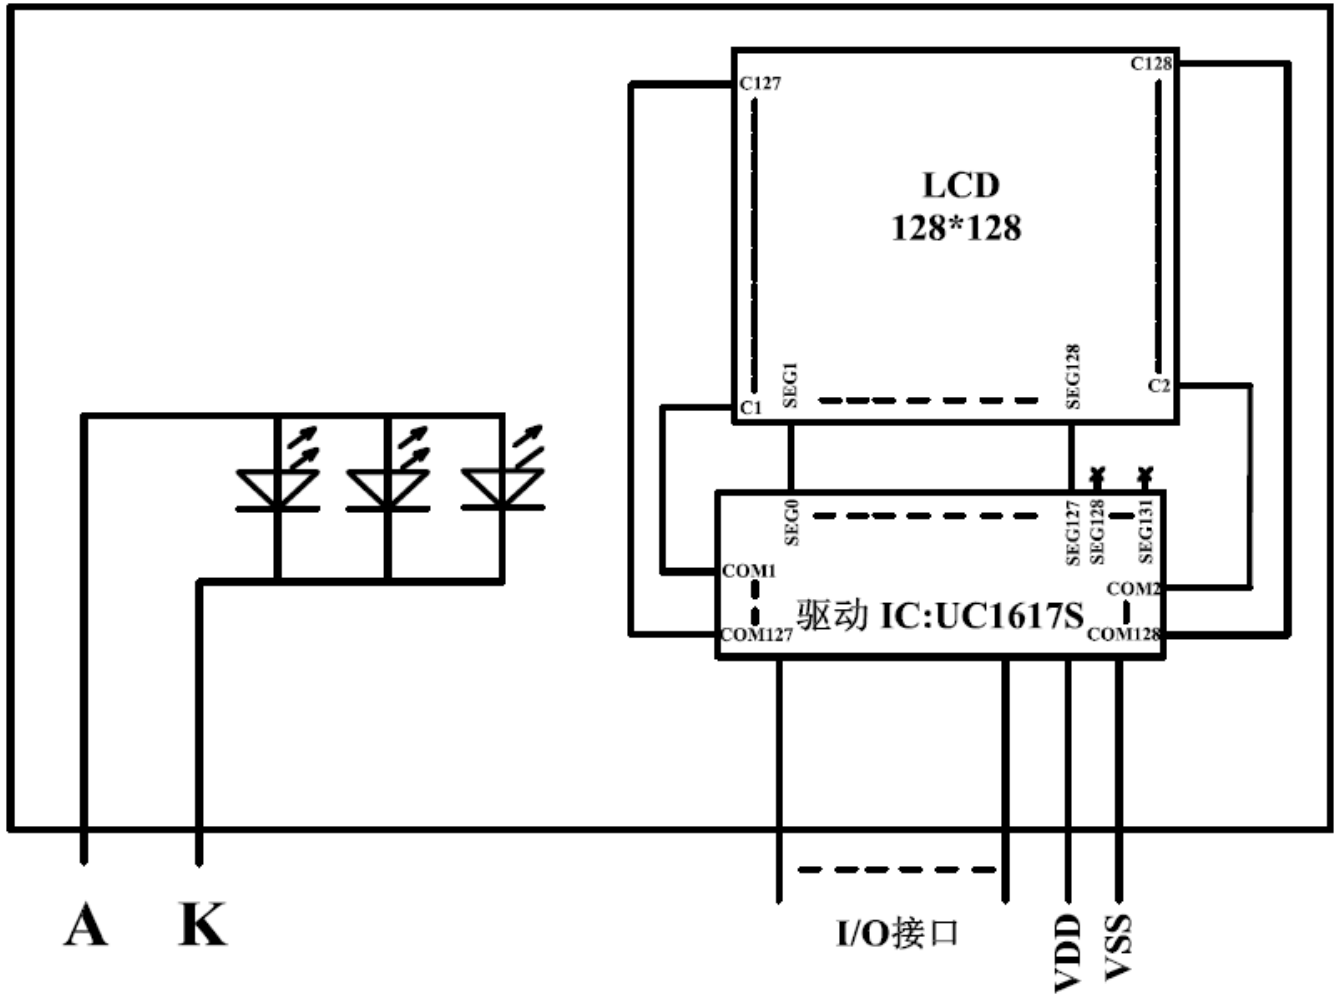 C127
C128
LCD
128*128
SEG1
SEG128
C1
C2
SEG0
SEG127
SEG128
SEG131
COM1
COM2
驱动 IC:UC1617S
COM127
COM128
A
K
I/O接口
VDD
VSS